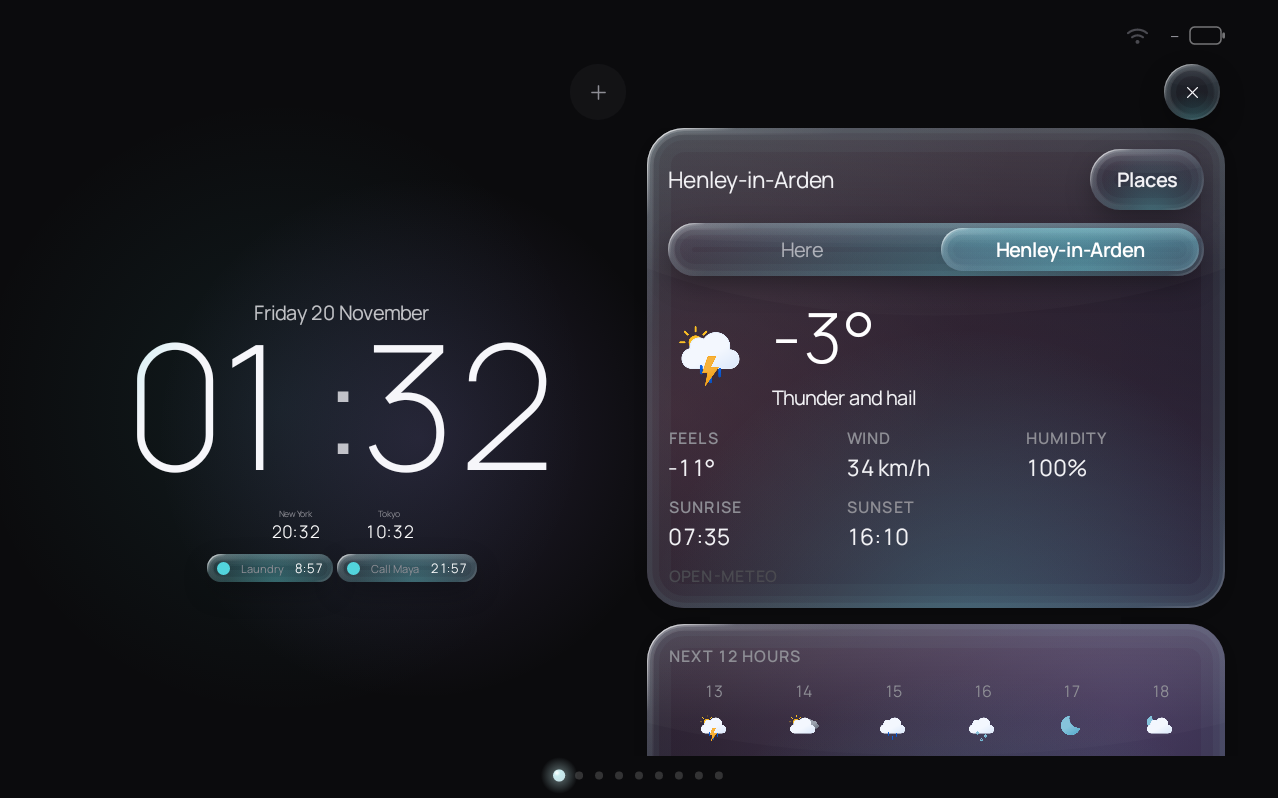 Friday 20 November
01:32
New York
Tokyo
20:32
10:32
Laundry 8:57
Call Maya 21:57
Henley-in-Arden
Places
Here
Henley-in-Arden
-3°
Thunder and hail
FEELS
WIND
HUMIDITY
-11°
34 km/h
100%
SUNRISE
SUNSET
07:35
16:10
OPEN-METEO
NEXT 12 HOURS
13 14 15 16 17 18